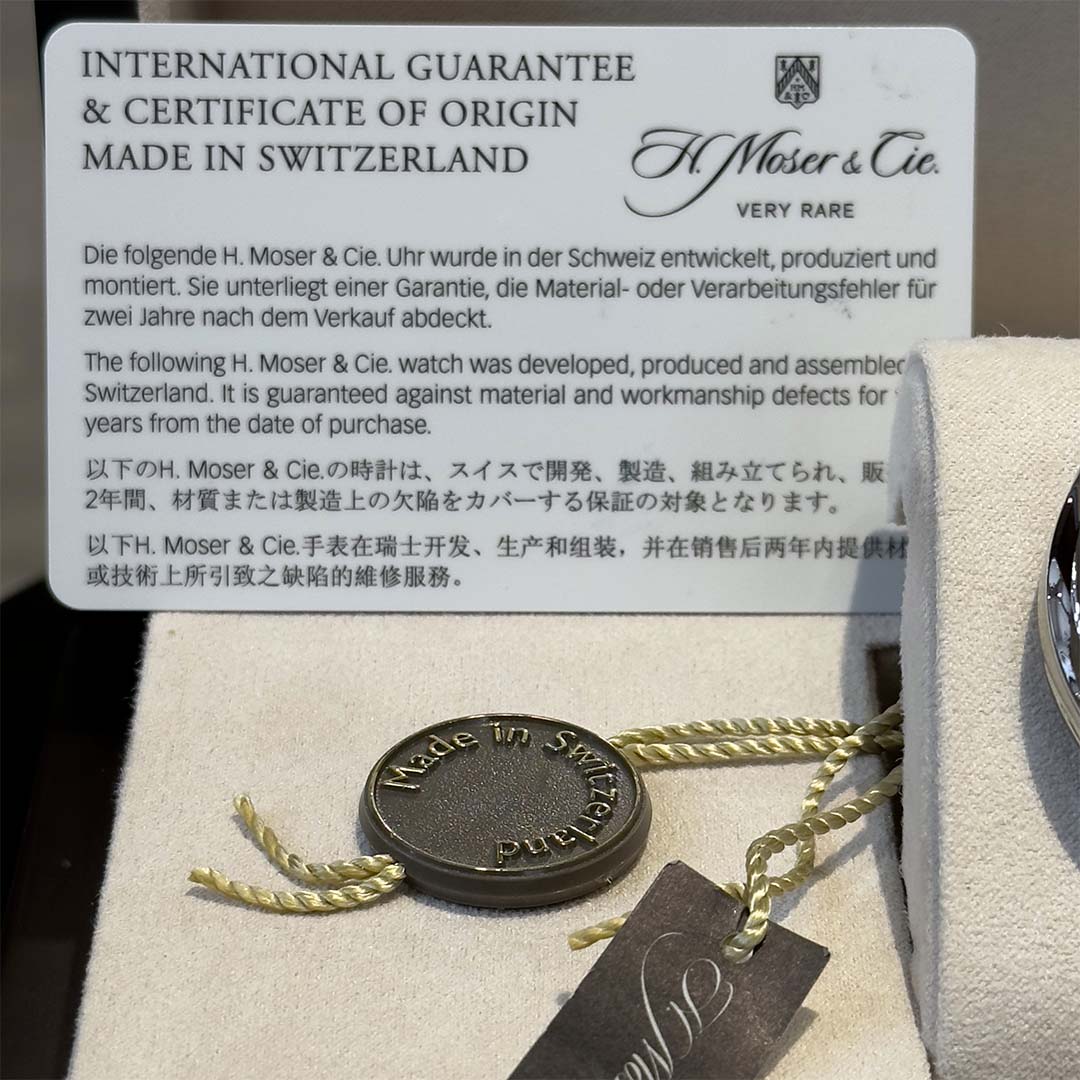 INTERNATIONAL GUARANTEE
& CERTIFICATE OF ORIGIN
MADE IN SWITZERLAND
HM
& C
H. Moser & Cie.
VERY RARE
Die folgende H. Moser & Cie. Uhr wurde in der Schweiz entwickelt, produziert und
montiert. Sie unterliegt einer Garantie, die Material- oder Verarbeitungsfehler für
zwei Jahre nach dem Verkauf abdeckt.
The following H. Moser & Cie. watch was developed, produced and assembled
Switzerland. It is guaranteed against material and workmanship defects for
years from the date of purchase.
以下のH. Moser & Cie.の時計は、スイスで開発、製造、組み立てられ、販
2年間、材質または製造上の欠陥をカバーする保証の対象となります。
以下H. Moser & Cie.手表在瑞士开发、生产和组装，并在销售后两年内提供材
或技術上所引致之缺陷的維修服務。
Made in Switzerland
H. Mos